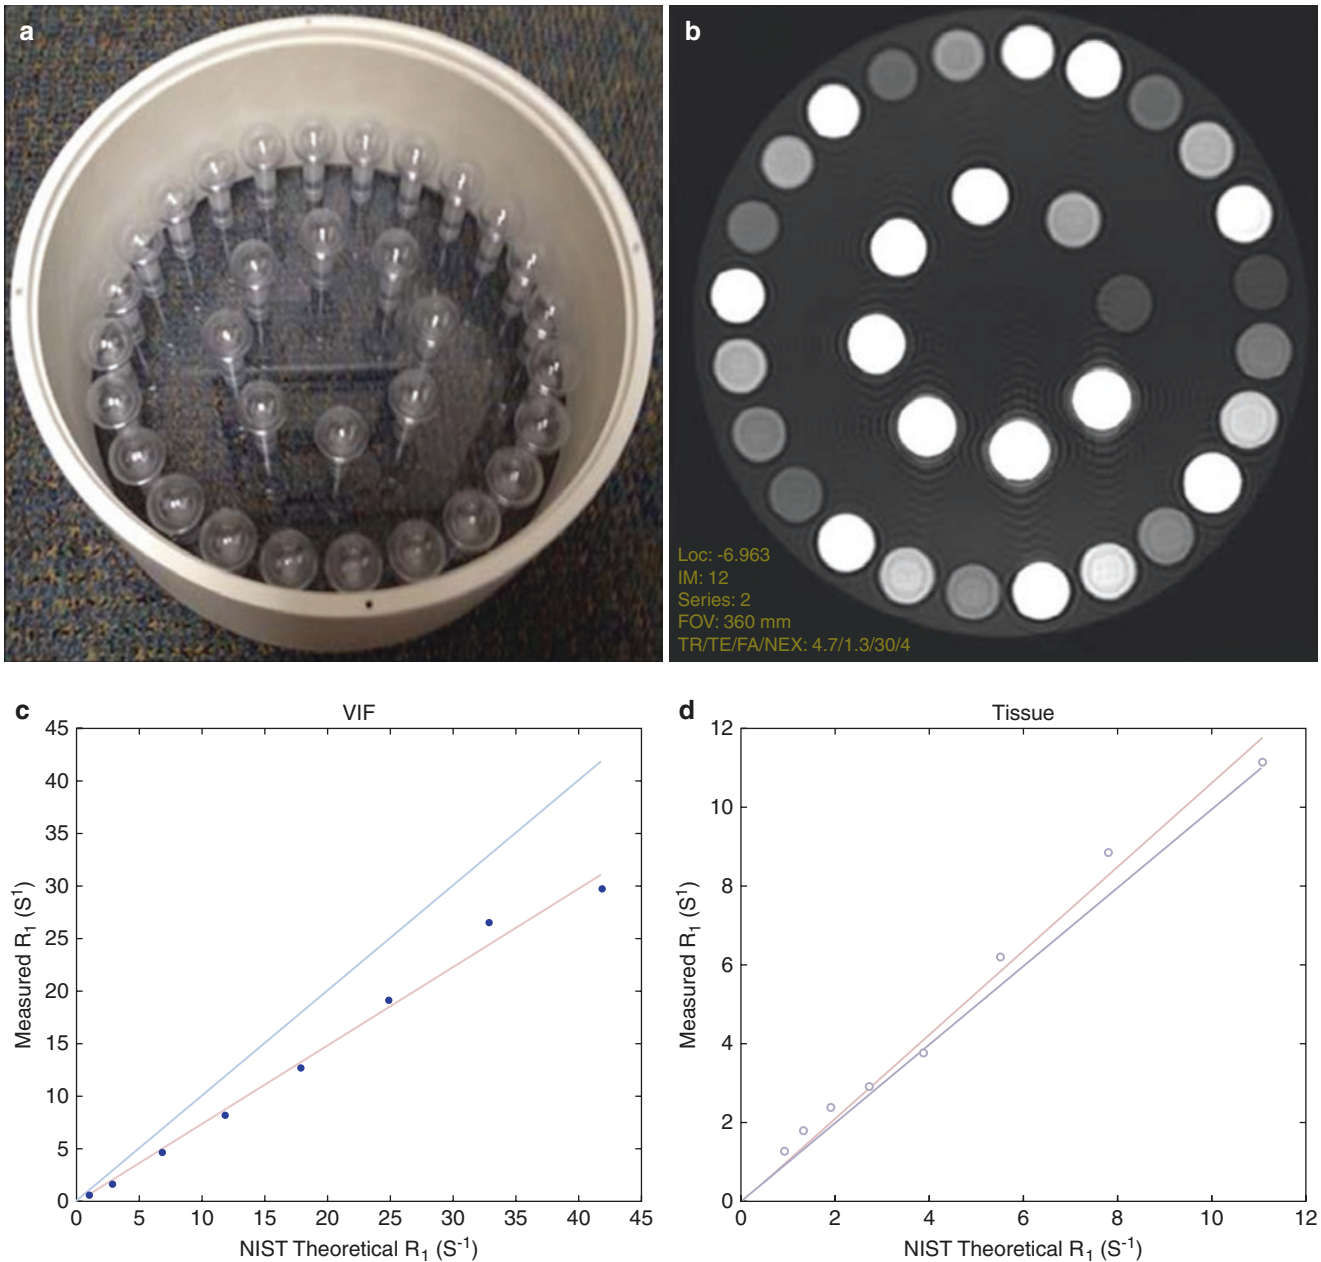 a
b
Loc: -6.963
IM: 12
Series: 2
FOV: 360 mm
TR/TE/FA/NEX: 4.7/1.3/30/4
c
VIF
45
40
35
30
25
20
15
10
5
0
0 5 10 15 20 25 30 35 40 45
Measured R₁ (S¹)
NIST Theoretical R₁ (S⁻¹)
d
Tissue
12
10
8
6
4
2
0
0 2 4 6 8 10 12
Measured R₁ (S¹)
NIST Theoretical R₁ (S⁻¹)